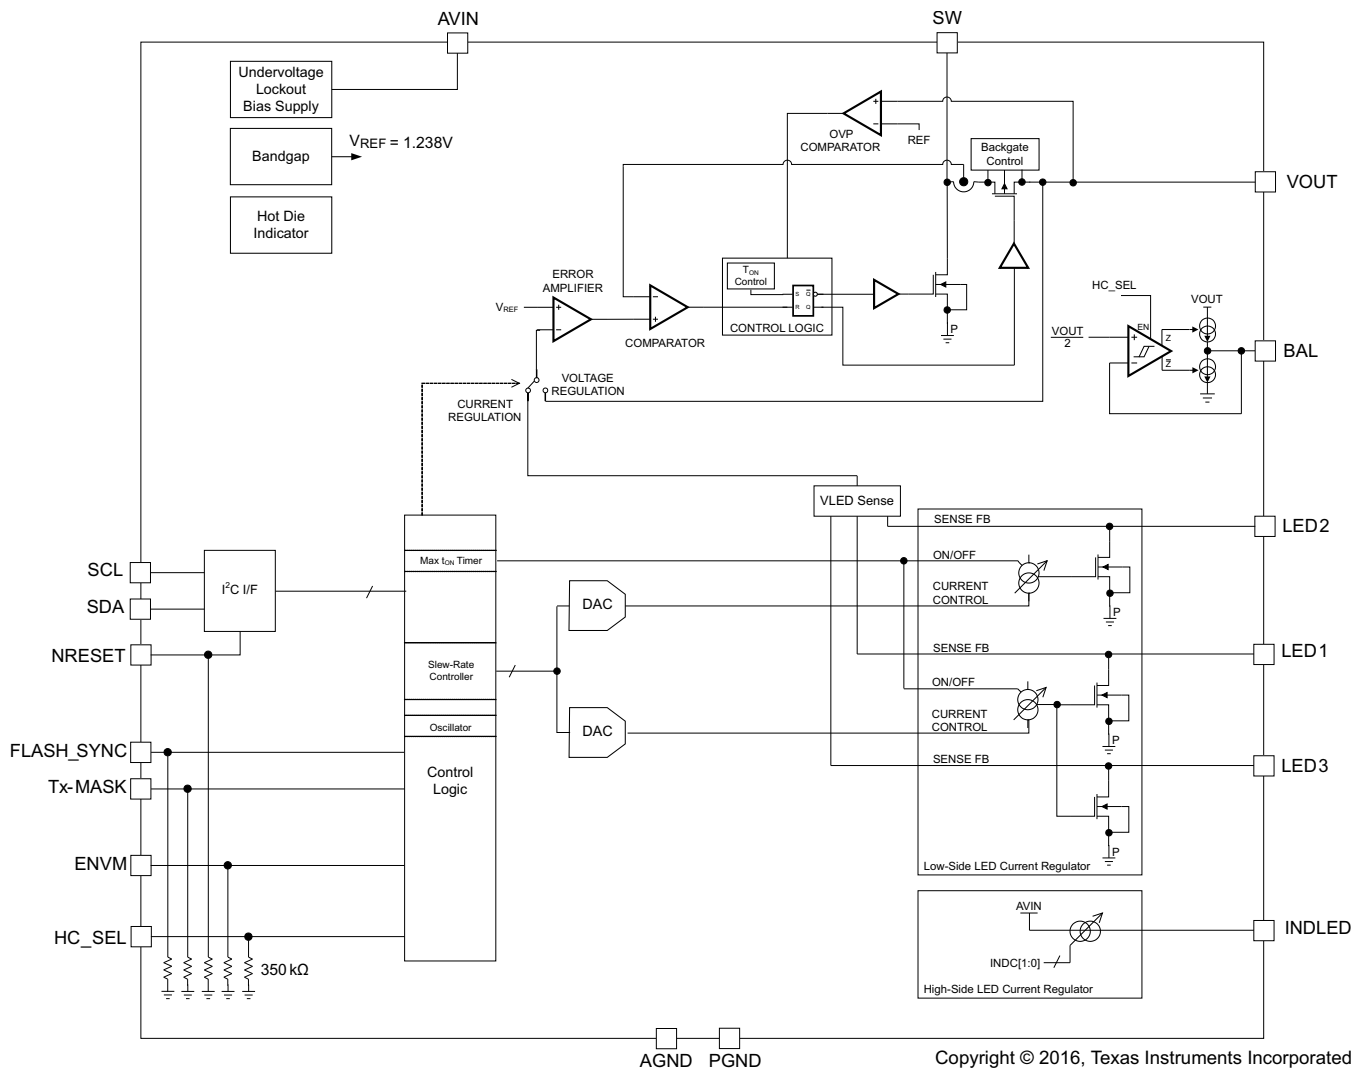 AVIN
SW
Undervoltage
Lockout
Bias Supply
Bandgap
VREF = 1.238V
Hot Die
Indicator
+
−
REF
OVP
COMPARATOR
Backgate
Control
VOUT
ERROR
AMPLIFIER
VREF
+
−
−
+
COMPARATOR
TON
Control
S
Q̅
R
Q
CONTROL LOGIC
P
HC_SEL
VOUT
EN
VOUT
2
+
−
Z
Z̅
BAL
VOLTAGE
REGULATION
CURRENT
REGULATION
VLED Sense
SENSE FB
LED2
ON/OFF
CURRENT
CONTROL
P
SENSE FB
LED1
ON/OFF
CURRENT
CONTROL
P
SENSE FB
LED3
P
Low-Side LED Current Regulator
SCL
SDA
I²C I/F
NRESET
Max tON Timer
DAC
Slew-Rate
Controller
DAC
Oscillator
FLASH_SYNC
Tx-MASK
Control
Logic
ENVM
HC_SEL
350 kΩ
AVIN
INDC[1:0]
INDLED
High-Side LED Current Regulator
AGND
PGND
Copyright © 2016, Texas Instruments Incorporated